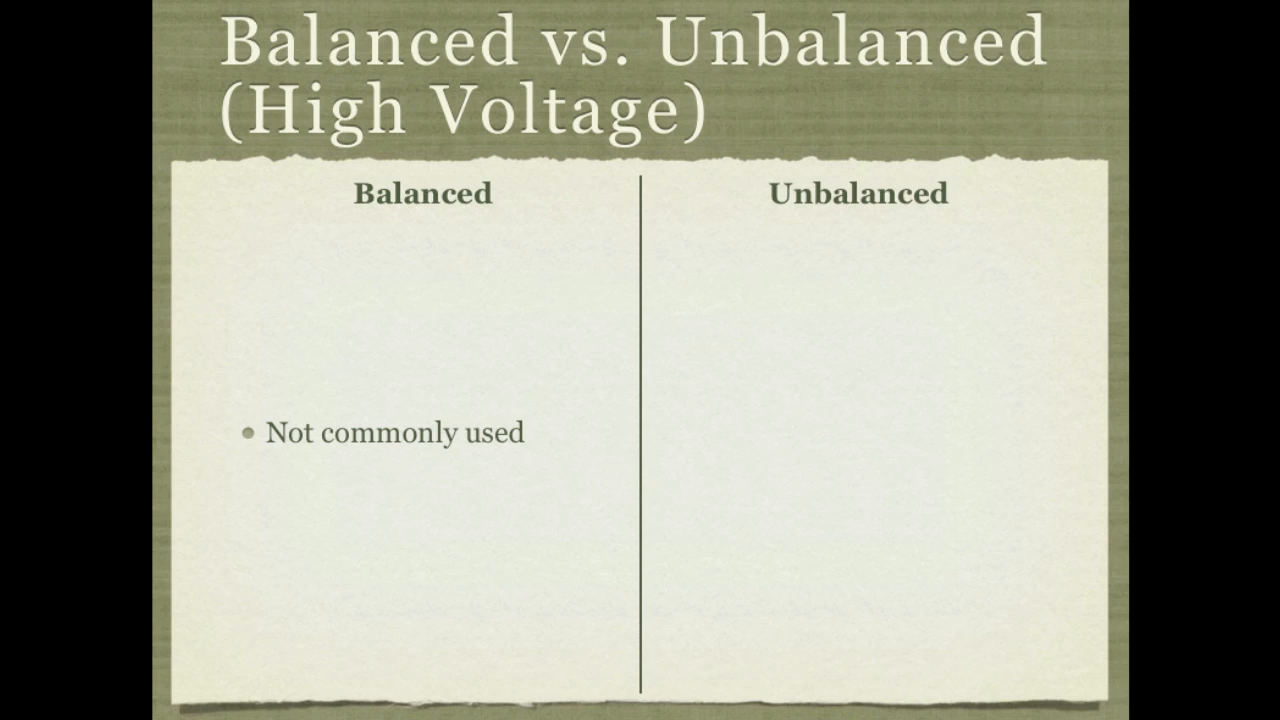 Balanced vs. Unbalanced
(High Voltage)
Balanced
Unbalanced
Not commonly used